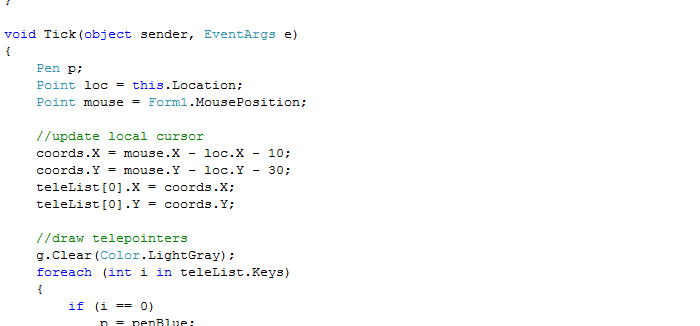 }
void Tick(object sender, EventArgs e)
{
Pen p;
Point loc = this.Location;
Point mouse = Form1.MousePosition;
//update local cursor
coords.X = mouse.X - loc.X - 10;
coords.Y = mouse.Y - loc.Y - 30;
teleList[0].X = coords.X;
teleList[0].Y = coords.Y;
//draw telepointers
g.Clear(Color.LightGray);
foreach (int i in teleList.Keys)
{
if (i == 0)
p = penBlue;